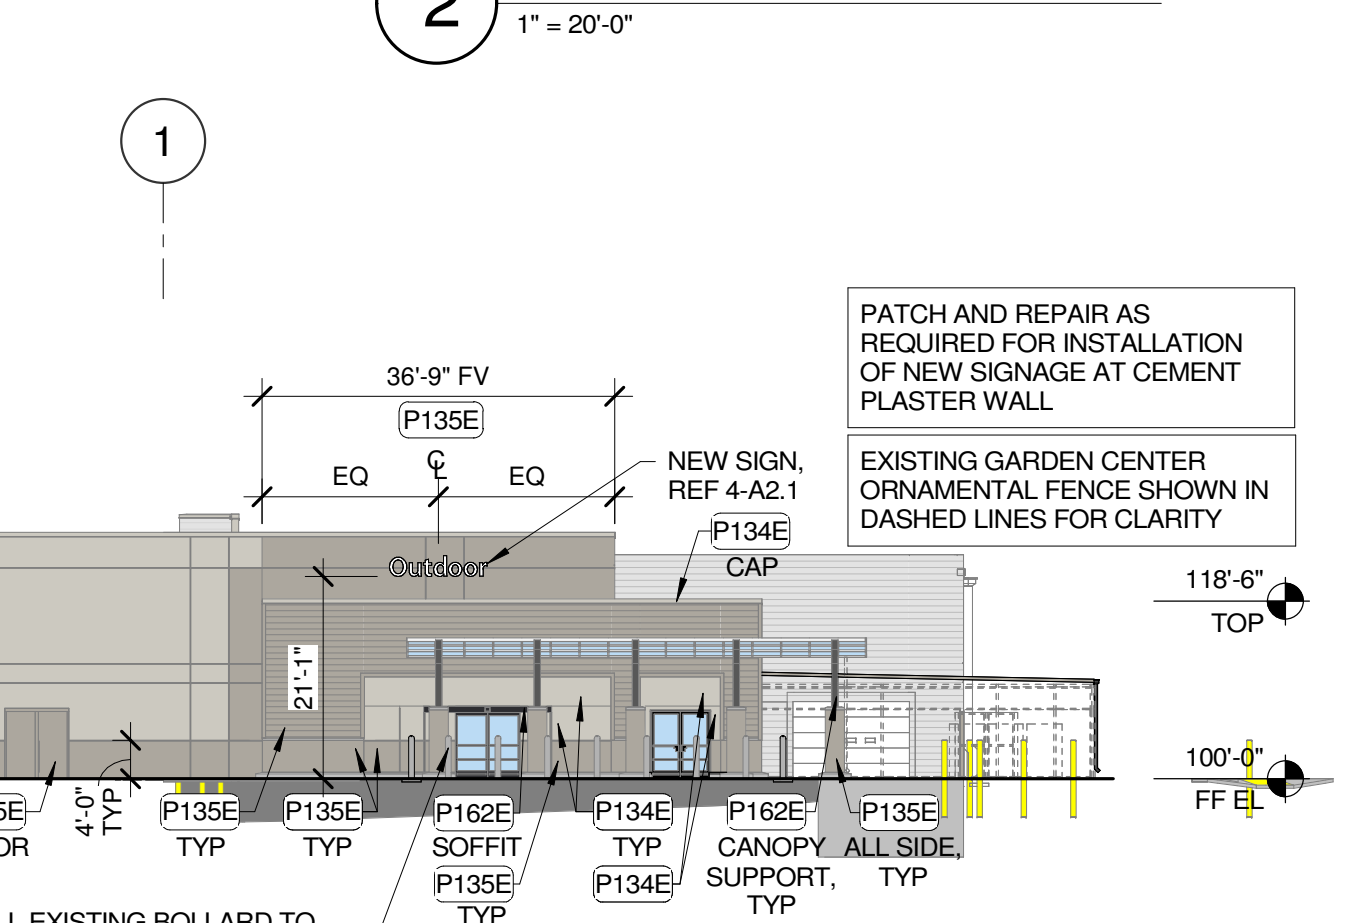 2
1" = 20'-0"
1
PATCH AND REPAIR AS
REQUIRED FOR INSTALLATION
OF NEW SIGNAGE AT CEMENT
PLASTER WALL
36'-9" FV
P135E
EQ
CL
EQ
NEW SIGN,
REF 4-A2.1
EXISTING GARDEN CENTER
ORNAMENTAL FENCE SHOWN IN
DASHED LINES FOR CLARITY
P134E
CAP
Outdoor
118'-6"
TOP
21'-1"
100'-0"
FF EL
4'-0"
TYP
5E
OR
P135E
TYP
P135E
TYP
P162E
SOFFIT
P135E
TYP
P134E
TYP
P134E
P162E
CANOPY
SUPPORT,
TYP
P135E
ALL SIDE,
TYP
EXISTING BOLLARD TO